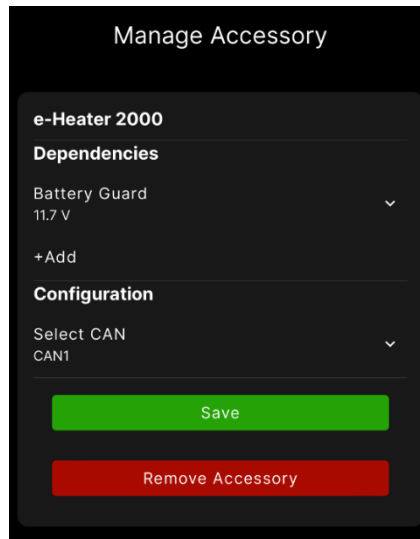 Manage Accessory
e-Heater 2000
Dependencies
Battery Guard
11.7 V
+Add
Configuration
Select CAN
CAN1
Save
Remove Accessory